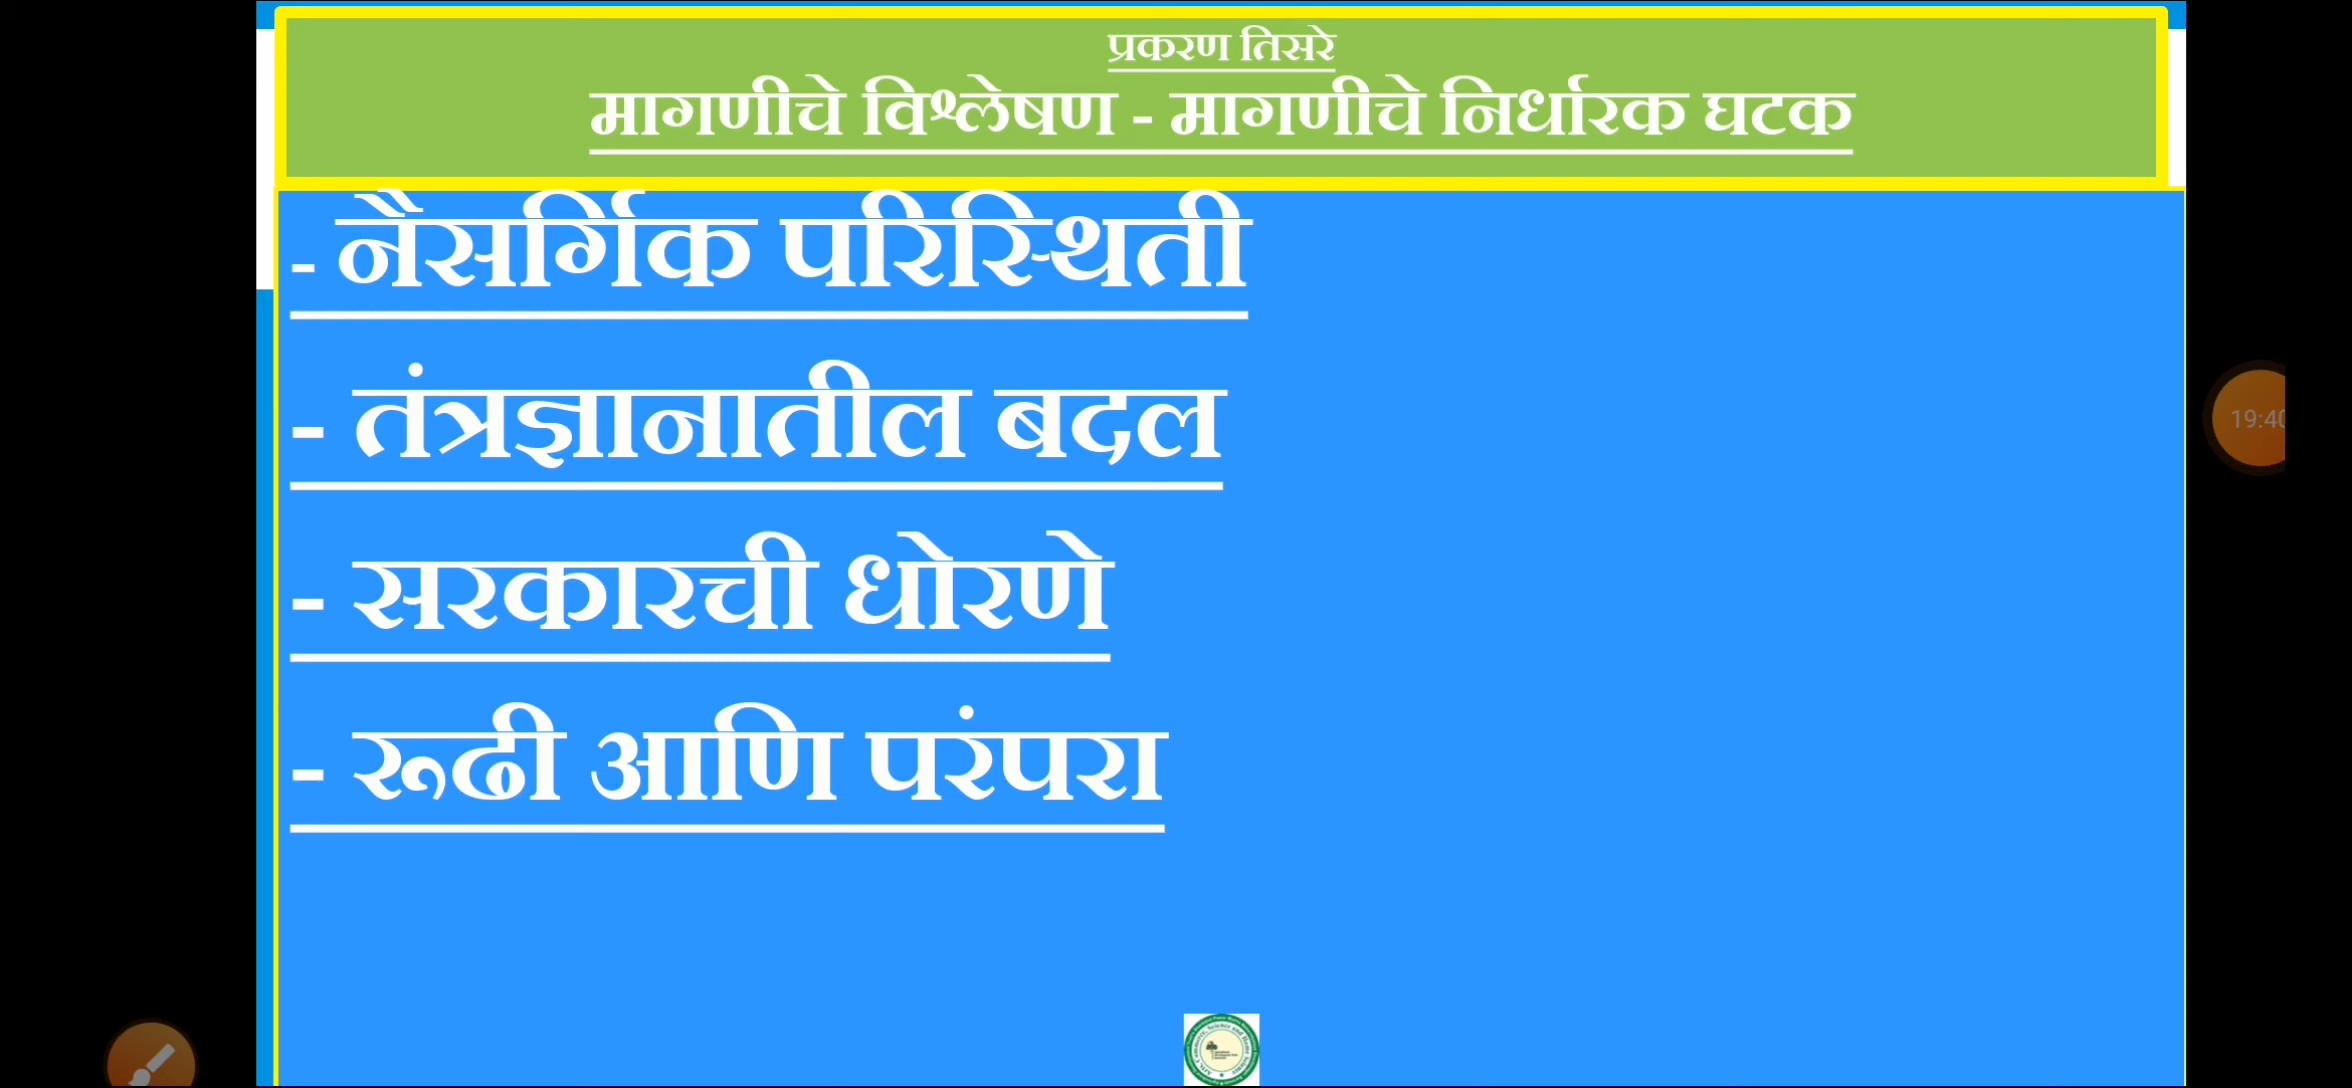 प्रकरण तिसरे
मागणीचे विश्लेषण - मागणीचे निर्धारक घटक
- नैसर्गिक परिस्थिती
- तंत्रज्ञानातील बदल
19:40
- सरकारची धोरणे
- रूढी आणि परंपरा